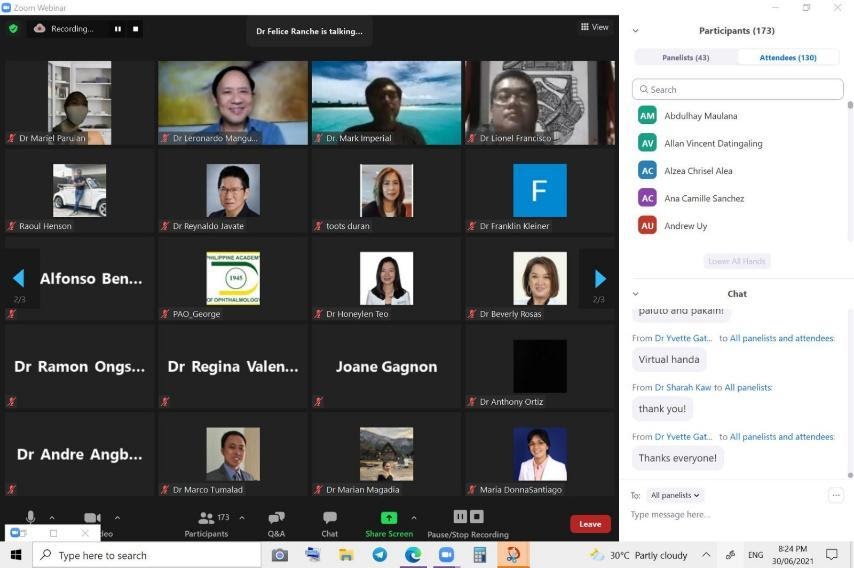 Zoom Webinar
Recording...
Dr Felice Ranche is talking...
View
Dr Mariel Parulan
Dr Leronardo Mangu...
Dr. Mark Imperial
Dr Lionel Francisco
Raoul Henson
Dr Reynaldo Javate
toots duran
F
Dr Franklin Kleiner
2/3
Alfonso Ben...
PHILIPPINE ACADEMY
1945
OF OPHTHALMOLOGY
PAO_George
Dr Honeylen Teo
Dr Beverly Rosas
2/3
Dr Ramon Ongs...
Dr Regina Valen...
Joane Gagnon
Dr Anthony Ortiz
Dr Andre Angb...
Dr Marco Tumalad
Dr Marian Magadia
Maria DonnaSantiago
173
Participants
Q&A
Chat
Share Screen
Pause/Stop Recording
Leave
Participants (173)
Panelists (43)
Attendees (130)
Search
AM Abdulhay Maulana
AV Allan Vincent Datingaling
AC Alzea Chrisel Alea
AC Ana Camille Sanchez
AU Andrew Uy
Lower All Hands
Chat
paluto and pakain!
From Dr Yvette Gat... to All panelists and attendees:
Virtual handa
From Dr Sharah Kaw to All panelists:
thank you!
From Dr Yvette Gat... to All panelists and attendees:
Thanks everyone!
To: All panelists
Type message here...
Type here to search
30°C Partly cloudy
ENG
8:24 PM
30/06/2021